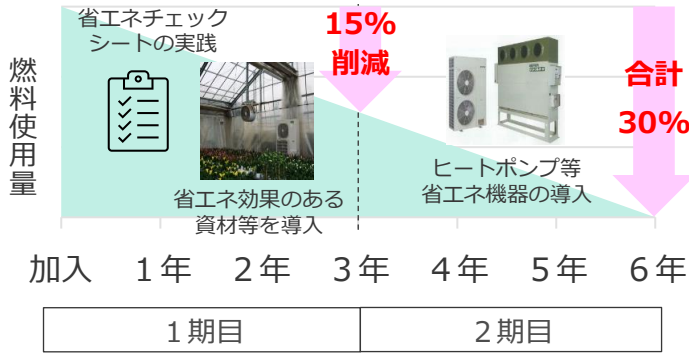 省エネチェック
シートの実践
15%
削減
合計
30%
燃料使用量
省エネ効果のある
資材等を導入
ヒートポンプ等
省エネ機器の導入
加入 １年 ２年 ３年 ４年 ５年 ６年
１期目 ２期目